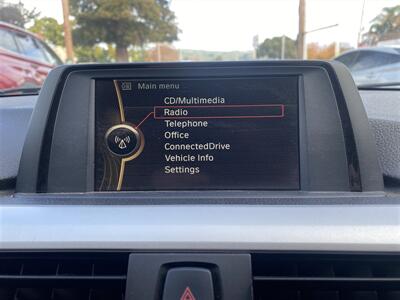 Main menu
CD/Multimedia
Radio
Telephone
Office
ConnectedDrive
Vehicle Info
Settings